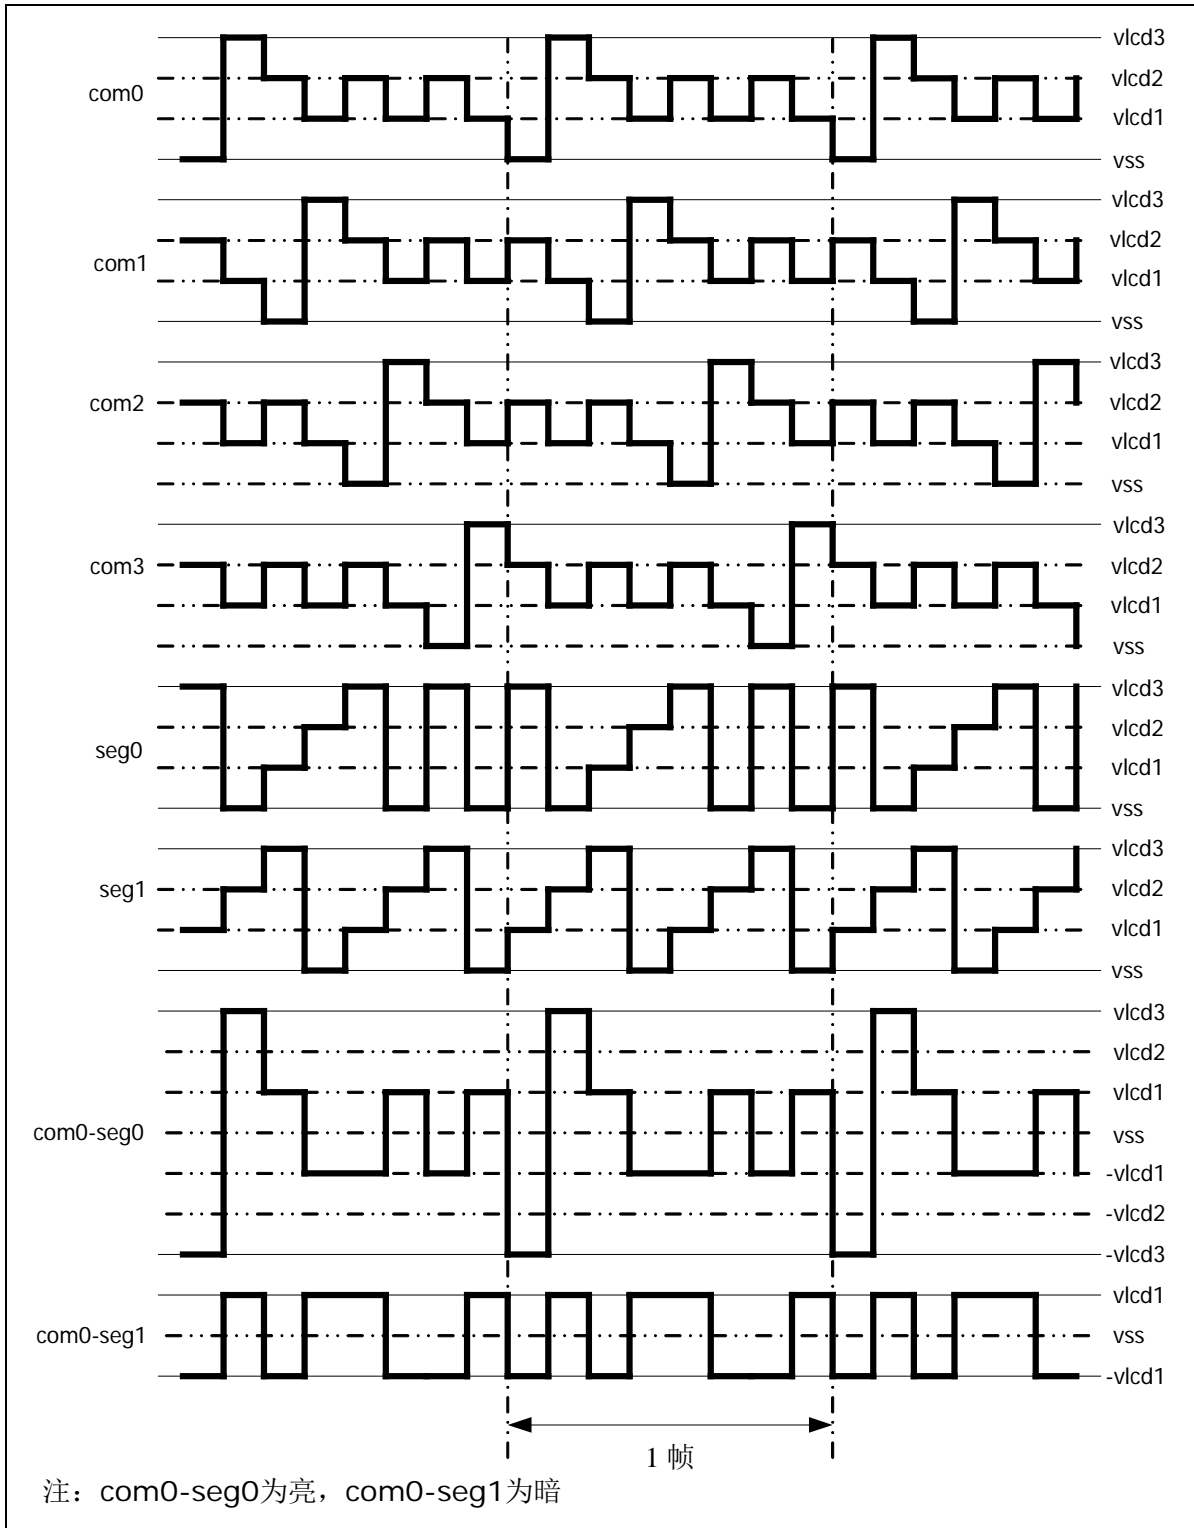 vlcd3
com0
vlcd2
vlcd1
vss
vlcd3
com1
vlcd2
vlcd1
vss
vlcd3
com2
vlcd2
vlcd1
vss
vlcd3
com3
vlcd2
vlcd1
vss
vlcd3
vlcd2
seg0
vlcd1
vss
vlcd3
seg1
vlcd2
vlcd1
vss
vlcd3
vlcd2
vlcd1
com0-seg0
vss
-vlcd1
-vlcd2
-vlcd3
vlcd1
com0-seg1
vss
-vlcd1
1 帧
注：com0-seg0为亮，com0-seg1为暗